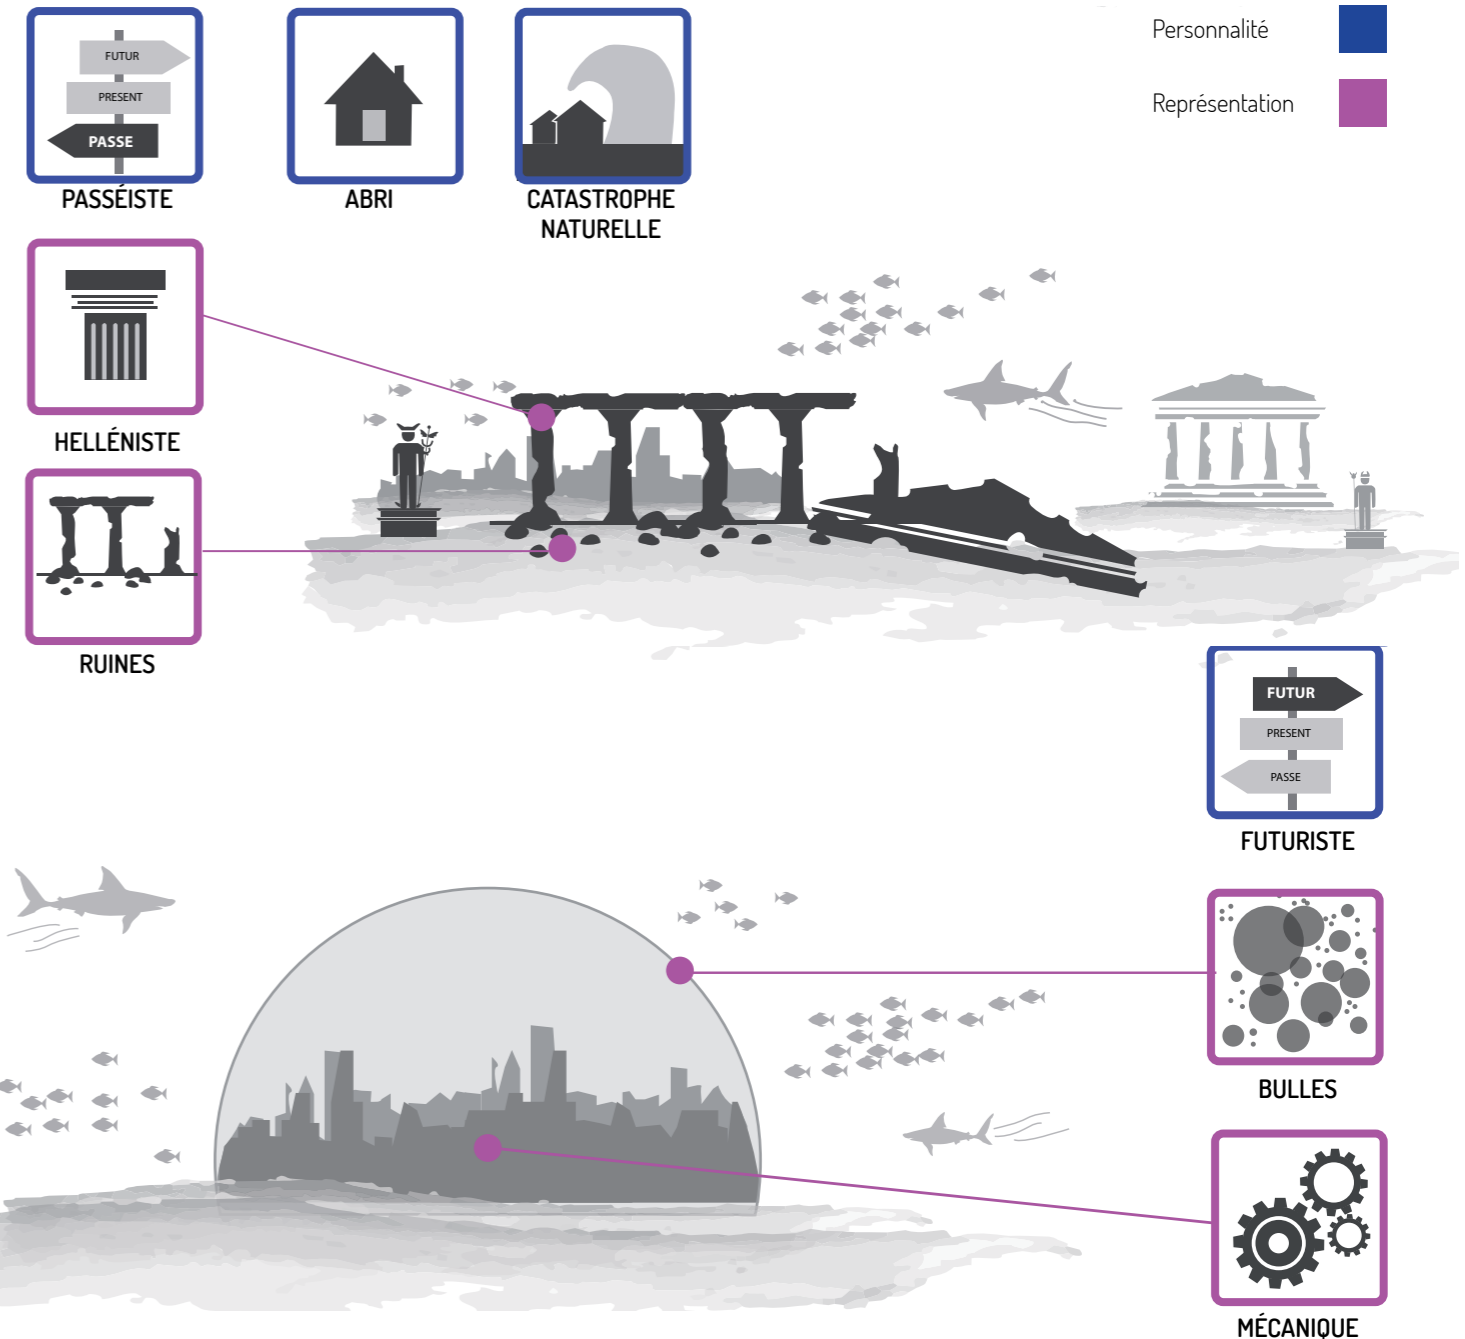 Personnalité
Représentation
FUTUR
PRESENT
PASSE
PASSÉISTE
ABRI
CATASTROPHE
NATURELLE
HELLÉNISTE
RUINES
FUTUR
PRESENT
PASSE
FUTURISTE
BULLES
MÉCANIQUE